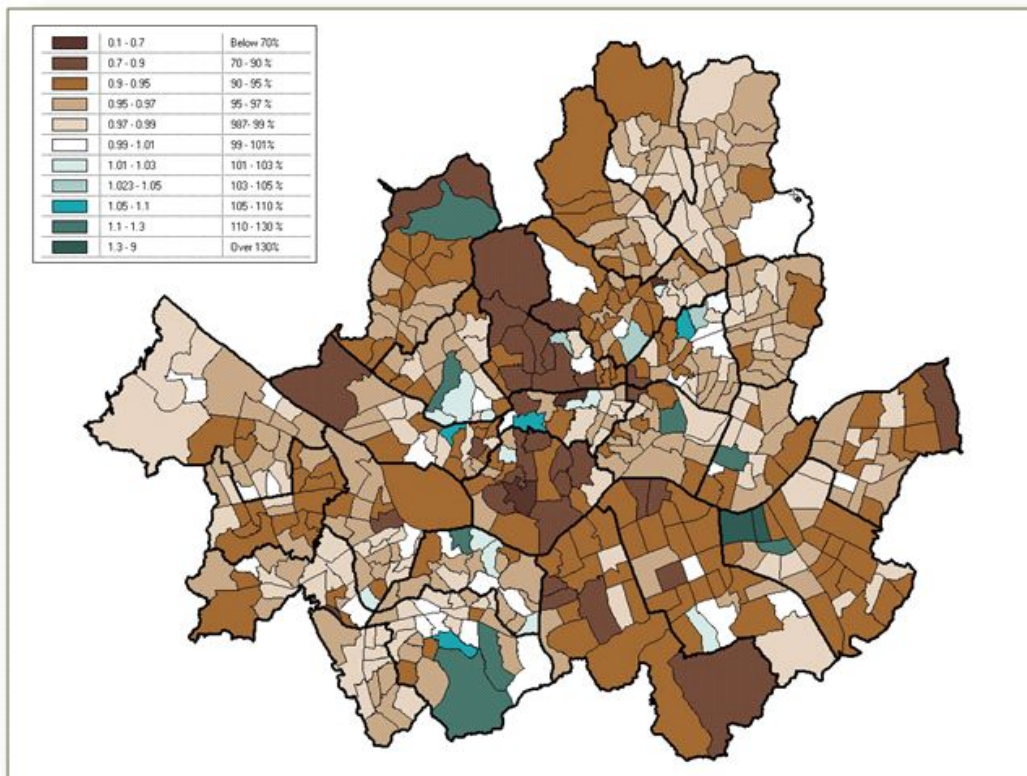 0.1 - 0.7 Below 70%
0.7 - 0.9 70 - 90 %
0.9 - 0.95 90 - 95 %
0.95 - 0.97 95 - 97 %
0.97 - 0.99 987- 99 %
0.99 - 1.01 99 - 101%
1.01 - 1.03 101 - 103 %
1.023 - 1.05 103 - 105 %
1.05 - 1.1 105 - 110 %
1.1 - 1.3 110 - 130 %
1.3 - 9 Over 130%